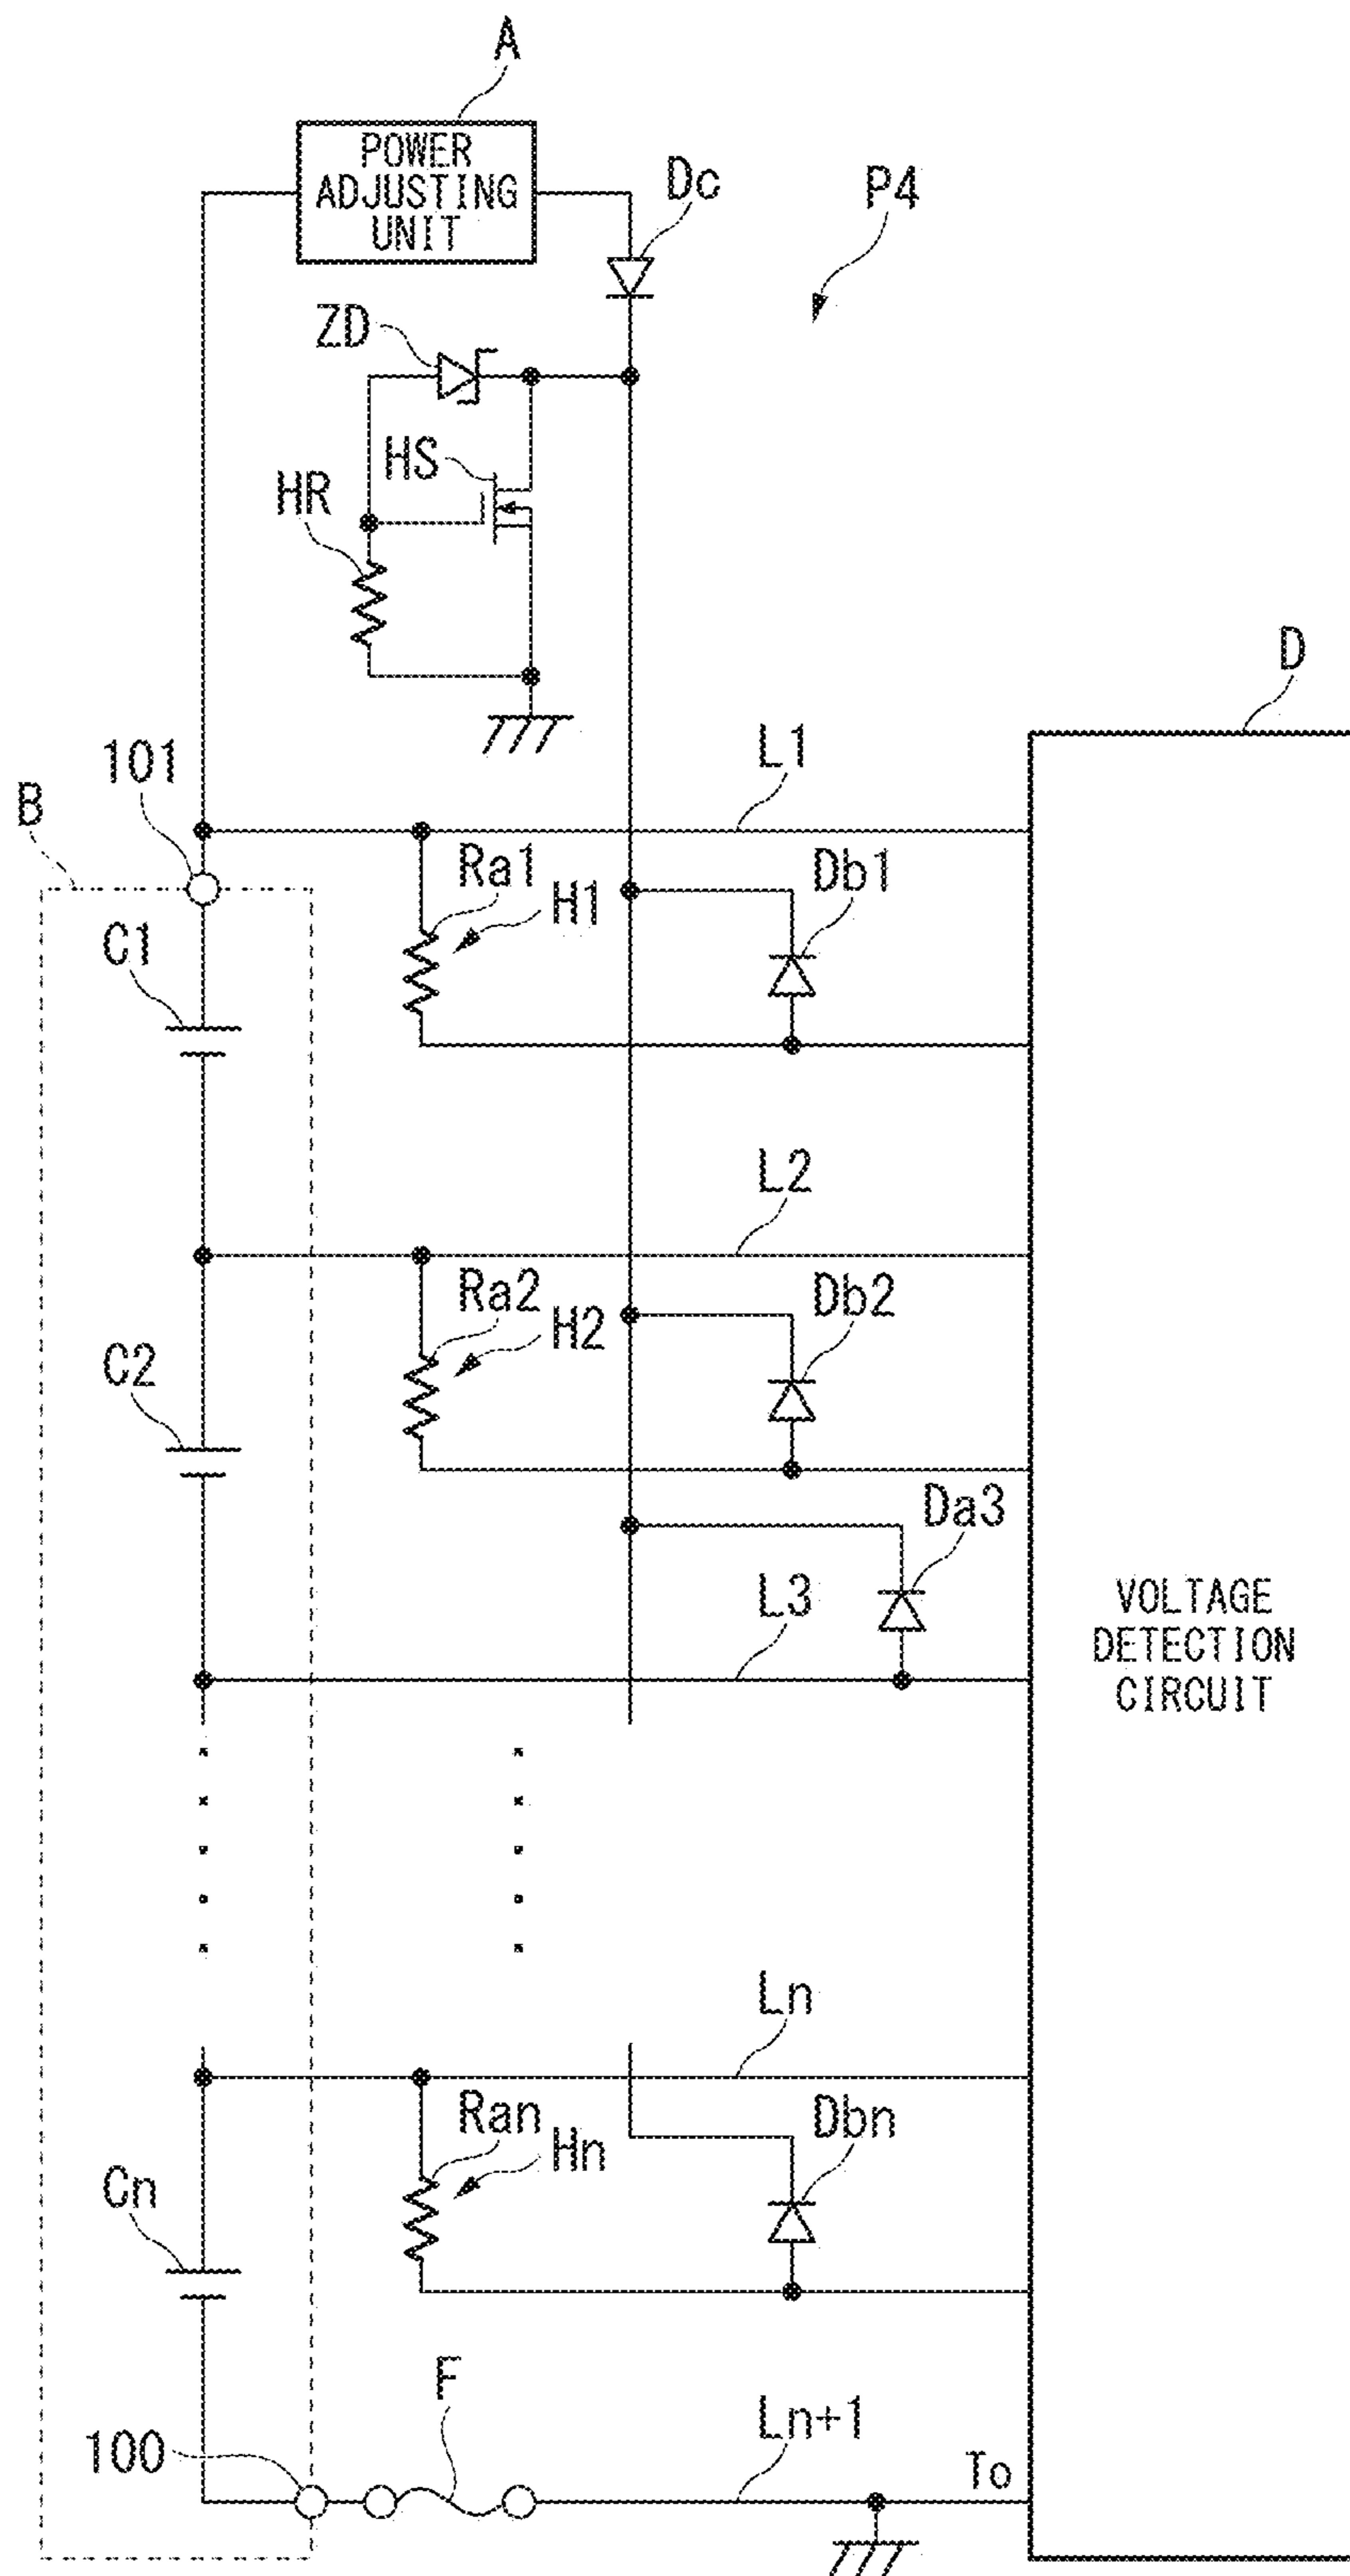 A
POWER
ADJUSTING
UNIT
Dc
P4
ZD
HS
HR
D
101
L1
B
Ra1
H1
Db1
C1
L2
Ra2
H2
Db2
C2
Da3
L3
VOLTAGE
DETECTION
CIRCUIT
Ln
Ran
Hn
Dbn
Cn
F
100
Ln+1
To